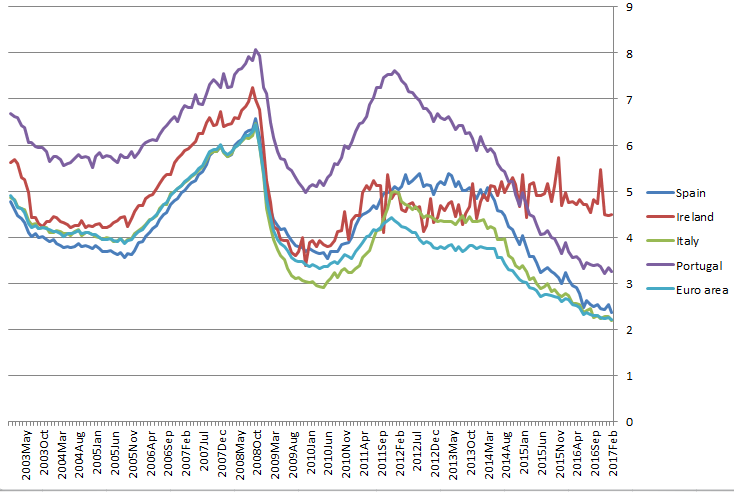 9
8
7
6
5
4
3
2
1
0
Spain
Ireland
Italy
Portugal
Euro area
2003May
2003Oct
2004Mar
2004Aug
2005Jan
2005Jun
2005Nov
2006Apr
2006Sep
2007Feb
2007Jul
2007Dec
2008May
2008Oct
2009Mar
2009Aug
2010Jan
2010Jun
2010Nov
2011Apr
2011Sep
2012Feb
2012Jul
2012Dec
2013May
2013Oct
2014Mar
2014Aug
2015Jan
2015Jun
2015Nov
2016Apr
2016Sep
2017Feb